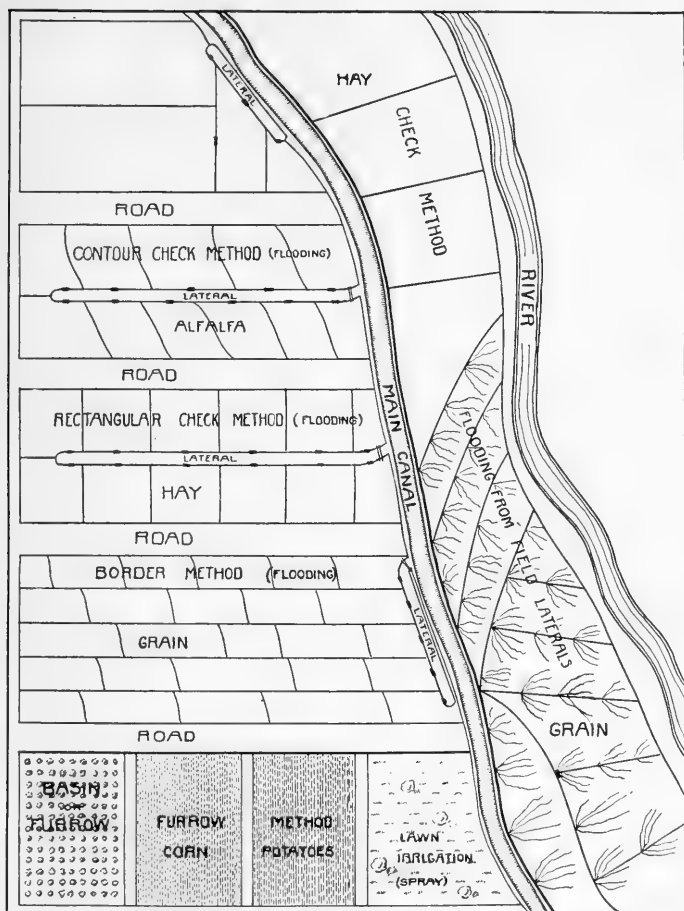 LATERAL
HAY
CHECK
METHOD
ROAD
CONTOUR CHECK METHOD (FLOODING)
LATERAL
ALFALFA
RIVER
ROAD
MAIN CANAL
RECTANGULAR CHECK METHOD (FLOODING)
LATERAL
HAY
FLOODING FROM FIELD LATERALS
ROAD
BORDER METHOD (FLOODING)
LATERAL
GRAIN
GRAIN
ROAD
BASIN
OR
FURROW
FURROW
CORN
METHOD
POTATOES
LAWN
IRRIGATION
(SPRAY)